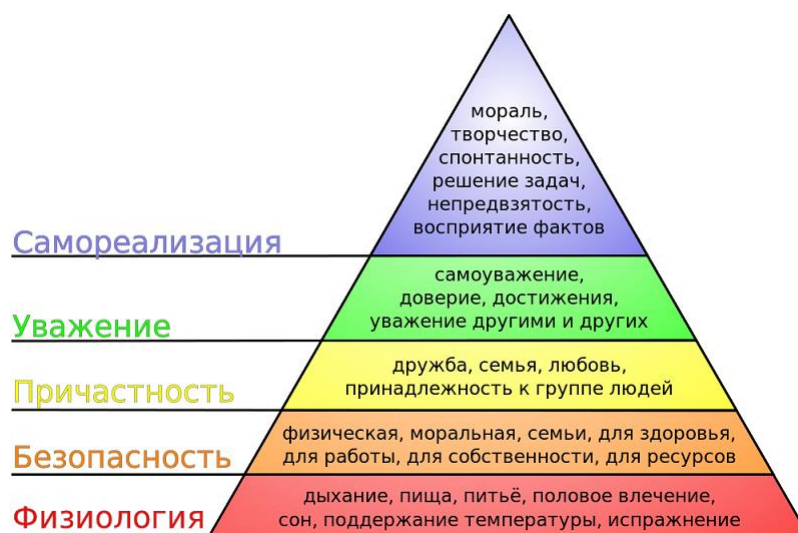 мораль,
творчество,
спонтанность,
решение задач,
непредвзятость,
восприятие фактов
Самореализация
самоуважение,
доверие, достижения,
уважение другими и других
Уважение
дружба, семья, любовь,
принадлежность к группе людей
Причастность
физическая, моральная, семьи, для здоровья,
для работы, для собственности, для ресурсов
Безопасность
дыхание, пища, питьё, половое влечение,
сон, поддержание температуры, испражнение
Физиология